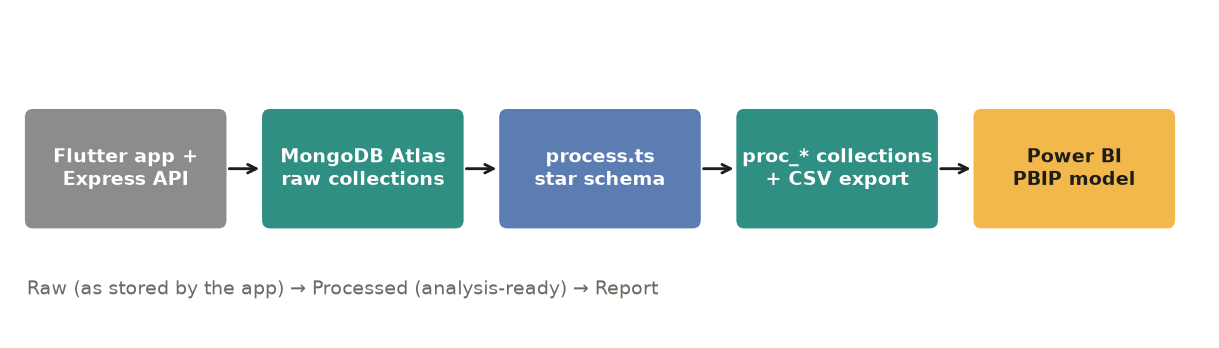 Flutter app +
Express API
MongoDB Atlas
raw collections
process.ts
star schema
proc_* collections
+ CSV export
Power BI
PBIP model
Raw (as stored by the app) → Processed (analysis-ready) → Report